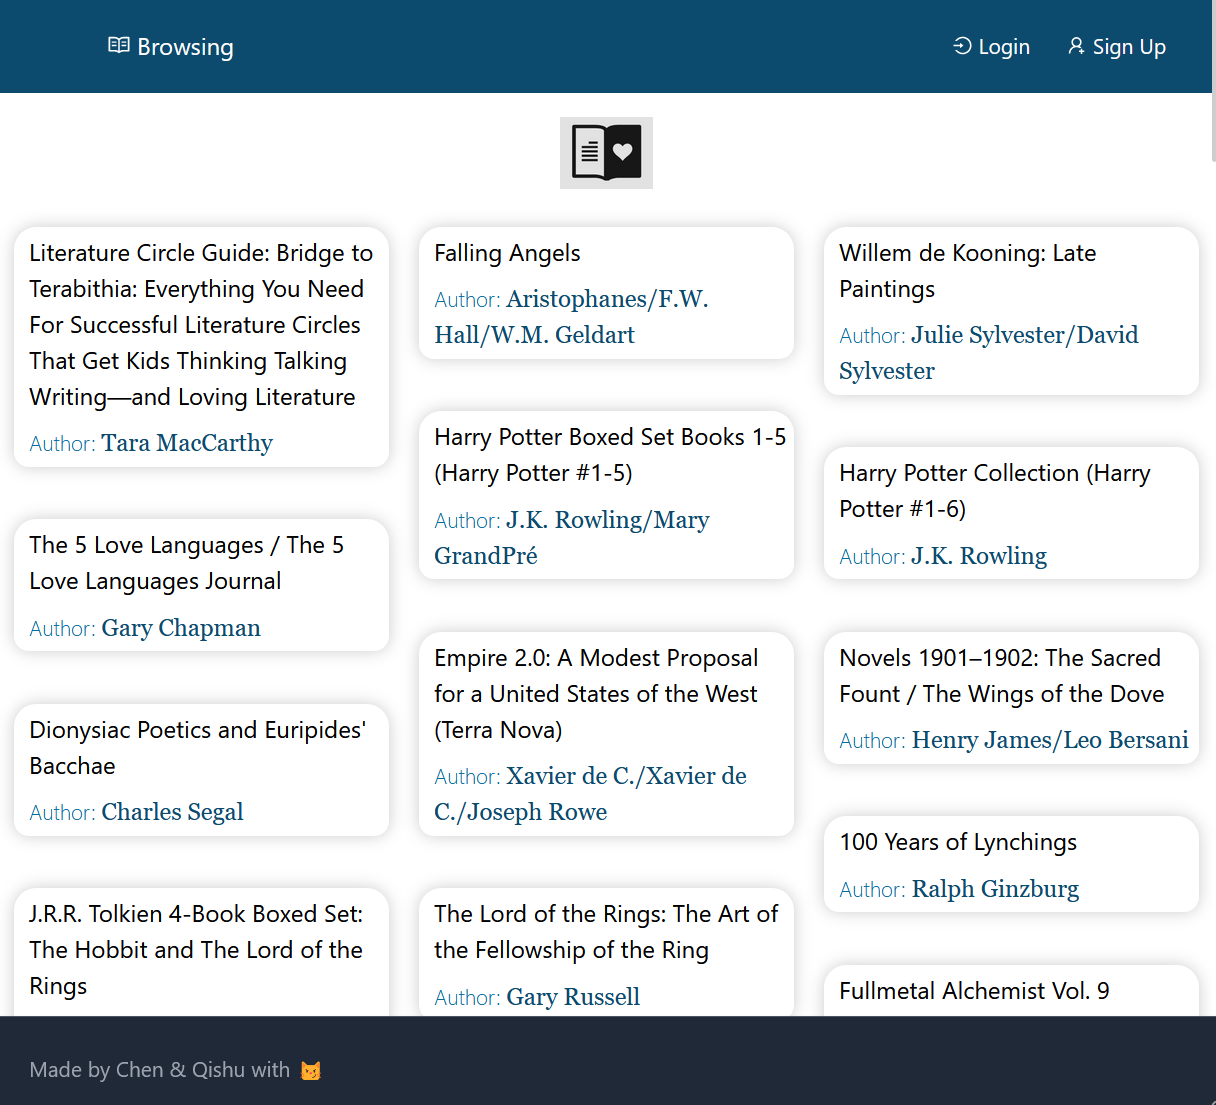 Browsing
Login
Sign Up
Literature Circle Guide: Bridge to
Terabithia: Everything You Need
For Successful Literature Circles
That Get Kids Thinking Talking
Writing—and Loving Literature
Author: Tara MacCarthy
The 5 Love Languages / The 5
Love Languages Journal
Author: Gary Chapman
Dionysiac Poetics and Euripides'
Bacchae
Author: Charles Segal
J.R.R. Tolkien 4-Book Boxed Set:
The Hobbit and The Lord of the
Rings
Falling Angels
Author: Aristophanes/F.W.
Hall/W.M. Geldart
Harry Potter Boxed Set Books 1-5
(Harry Potter #1-5)
Author: J.K. Rowling/Mary
GrandPré
Empire 2.0: A Modest Proposal
for a United States of the West
(Terra Nova)
Author: Xavier de C./Xavier de
C./Joseph Rowe
The Lord of the Rings: The Art of
the Fellowship of the Ring
Author: Gary Russell
Willem de Kooning: Late
Paintings
Author: Julie Sylvester/David
Sylvester
Harry Potter Collection (Harry
Potter #1-6)
Author: J.K. Rowling
Novels 1901–1902: The Sacred
Fount / The Wings of the Dove
Author: Henry James/Leo Bersani
100 Years of Lynchings
Author: Ralph Ginzburg
Fullmetal Alchemist Vol. 9
Made by Chen & Qishu with